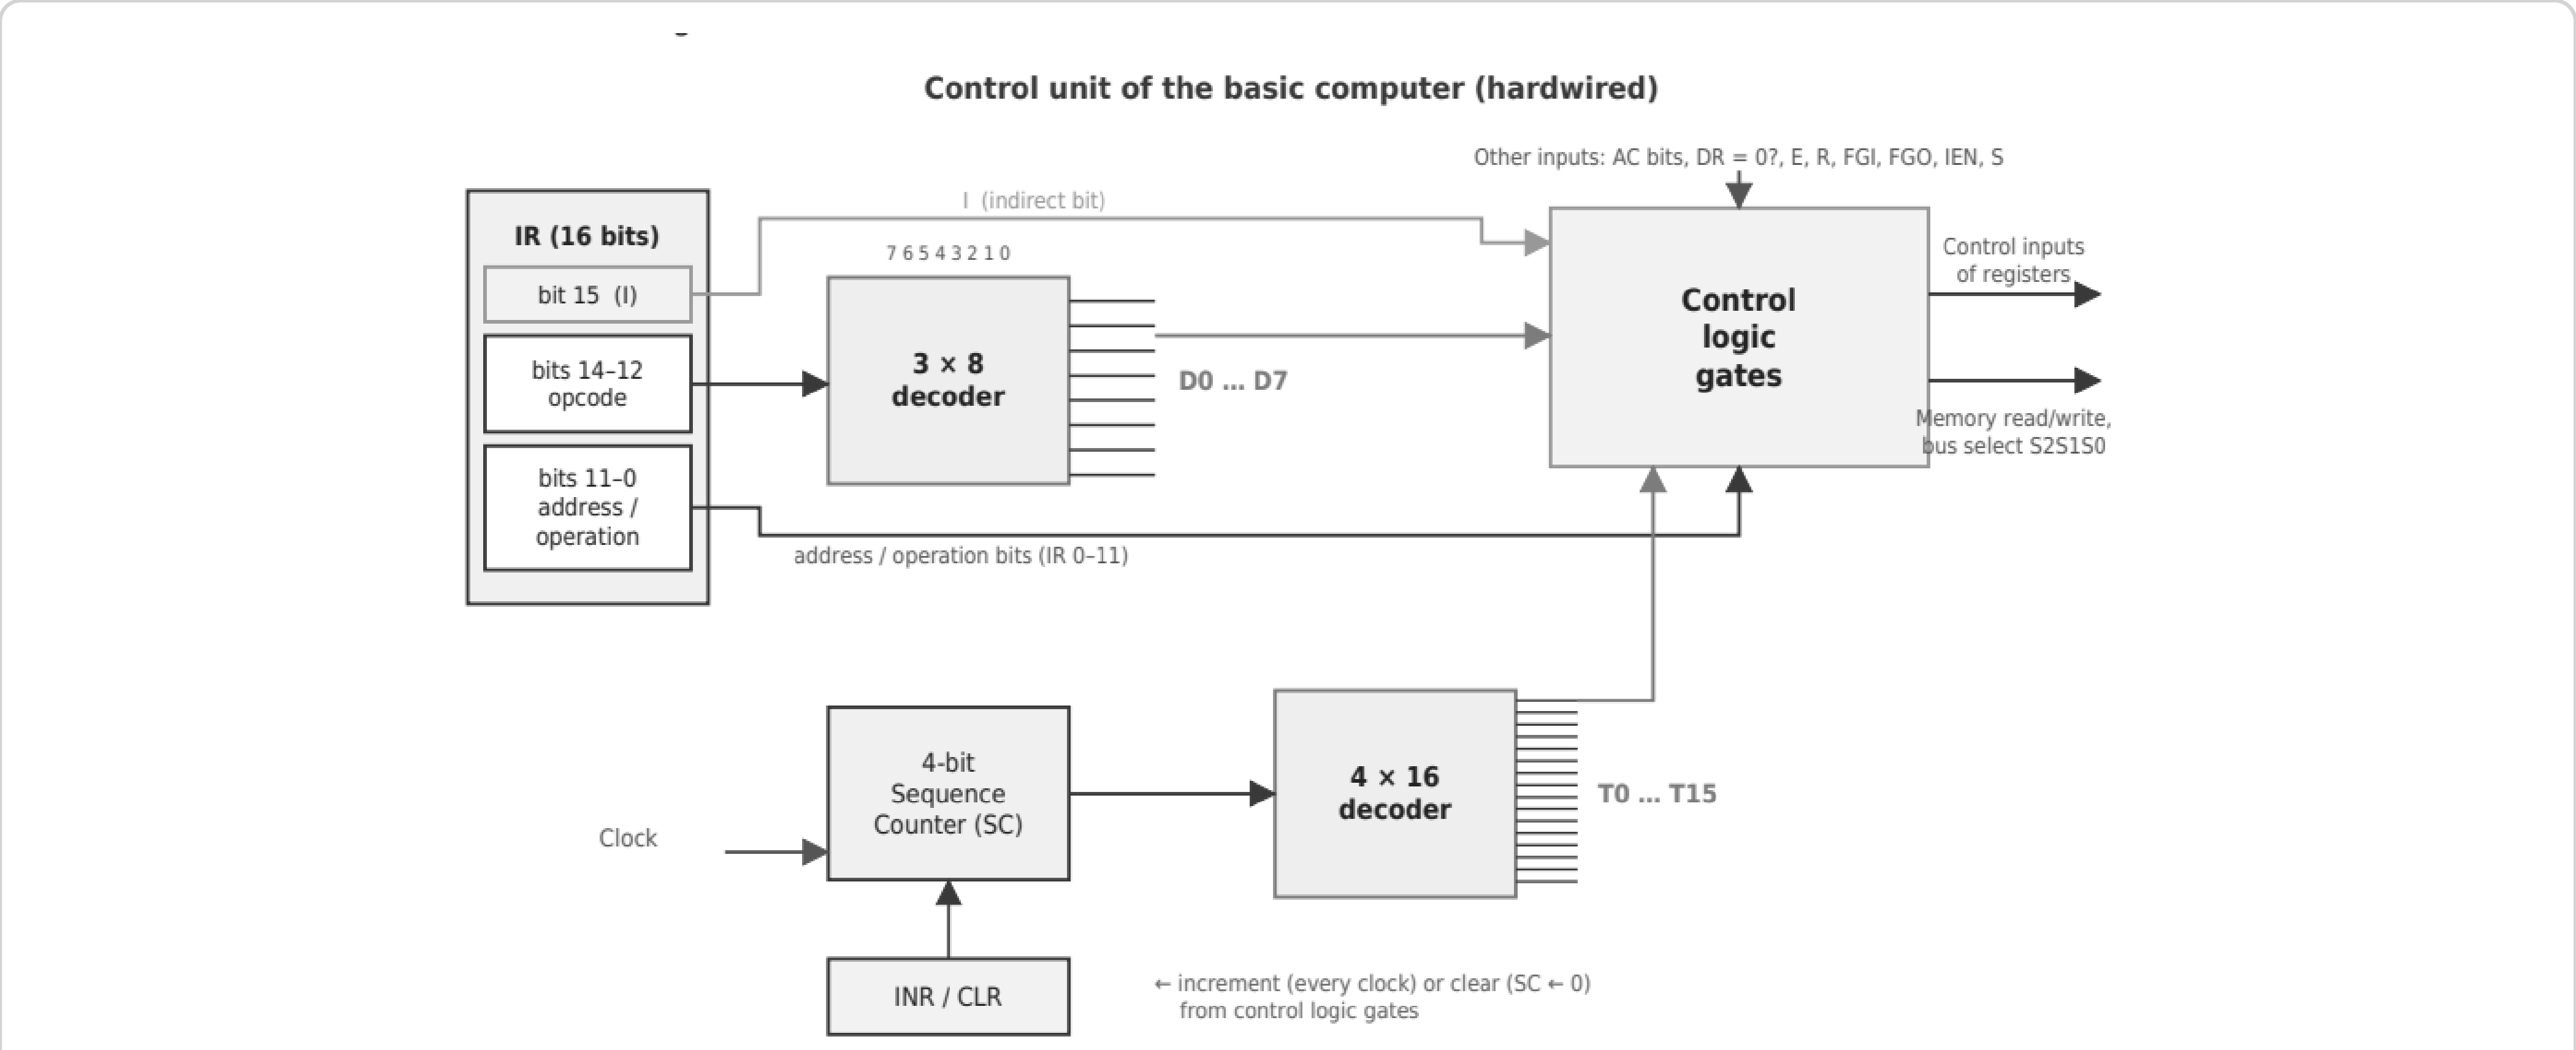 Control unit of the basic computer (hardwired)
Other inputs: AC bits, DR = 0?, E, R, FGI, FGO, IEN, S
I (indirect bit)
IR (16 bits)
7 6 5 4 3 2 1 0
bit 15 (I)
bits 14–12
opcode
bits 11–0
address /
operation
3 × 8
decoder
D0 ... D7
Control
logic
gates
Control inputs
of registers
Memory read/write,
bus select S2S1S0
address / operation bits (IR 0–11)
4-bit
Sequence
Counter (SC)
4 × 16
decoder
T0 ... T15
Clock
INR / CLR
← increment (every clock) or clear (SC ← 0)
from control logic gates